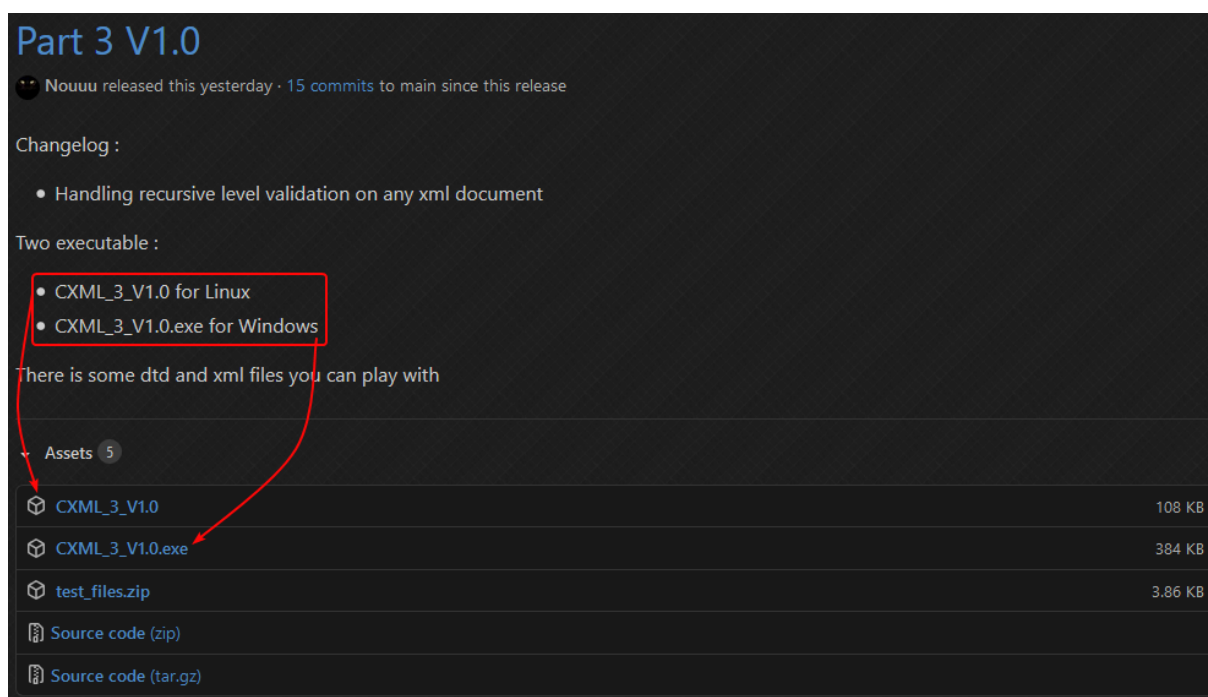 Part 3 V1.0
Nouuu released this yesterday · 15 commits to main since this release
Changelog :
• Handling recursive level validation on any xml document
Two executable :
• CXML_3_V1.0 for Linux
• CXML_3_V1.0.exe for Windows
There is some dtd and xml files you can play with
Assets 5
CXML_3_V1.0 108 KB
CXML_3_V1.0.exe 384 KB
test_files.zip 3.86 KB
Source code (zip)
Source code (tar.gz)